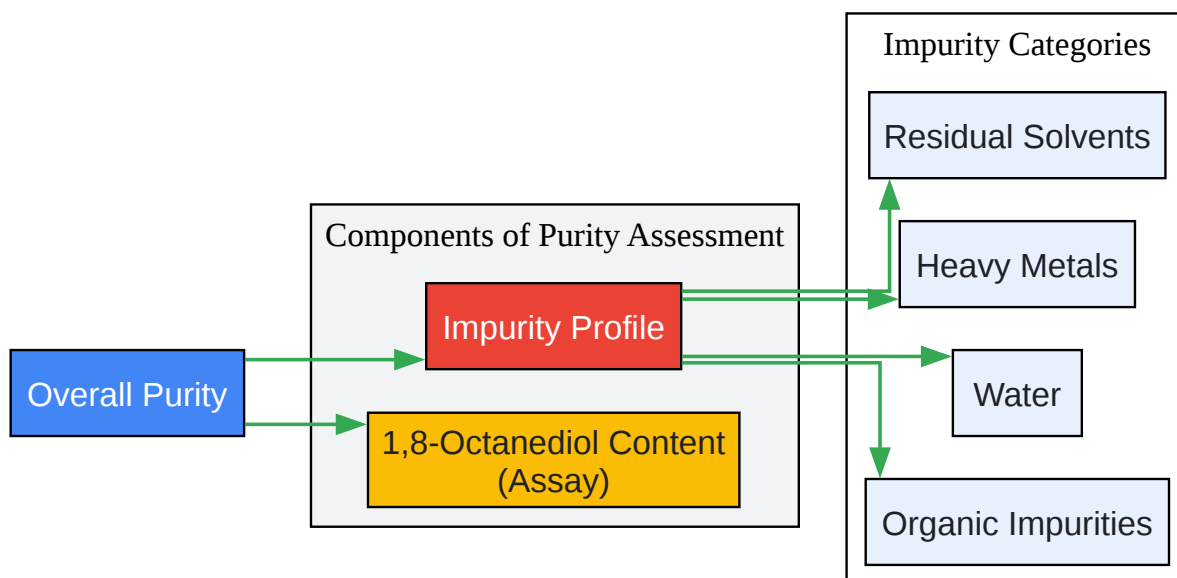 Impurity Categories
Residual Solvents
Components of Purity Assessment
Heavy Metals
Impurity Profile
Overall Purity
Water
1,8-Octanediol Content
(Assay)
Organic Impurities